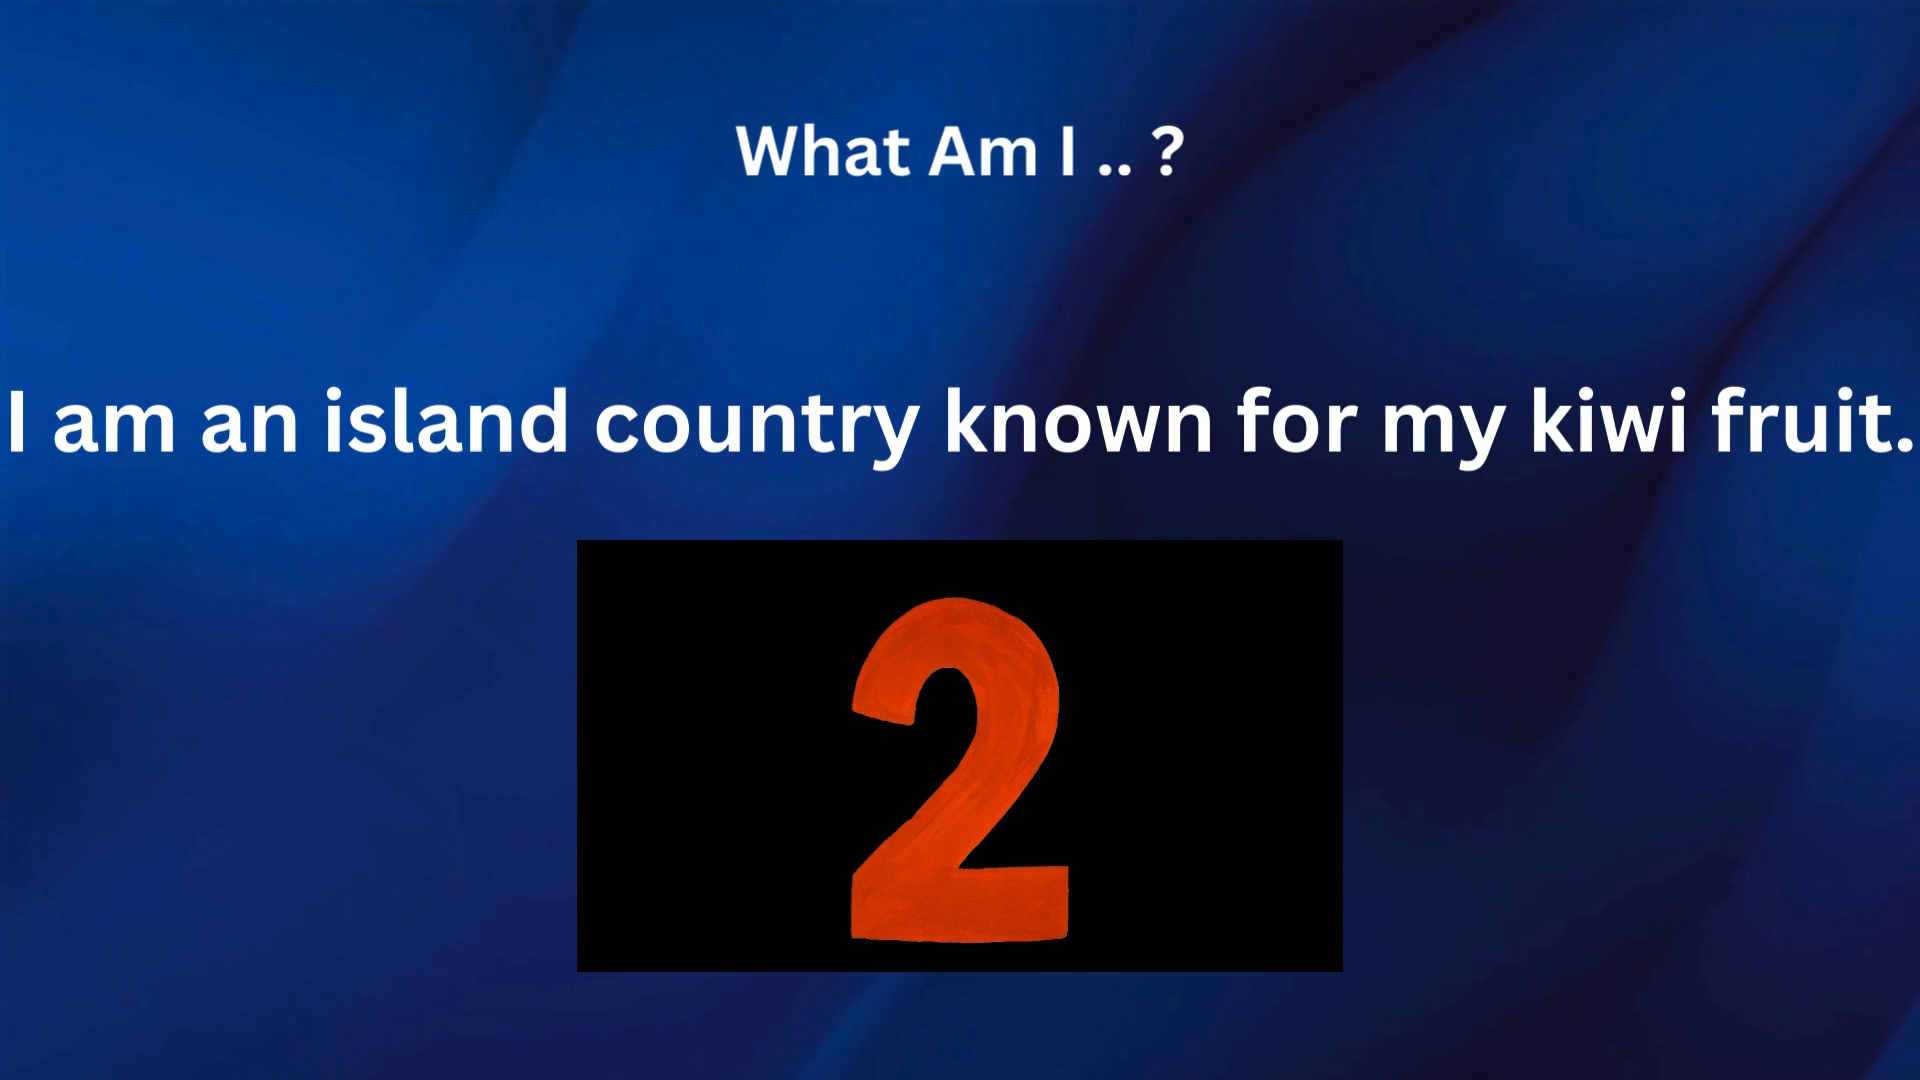 What Am I .. ?
I am an island country known for my kiwi fruit.
2